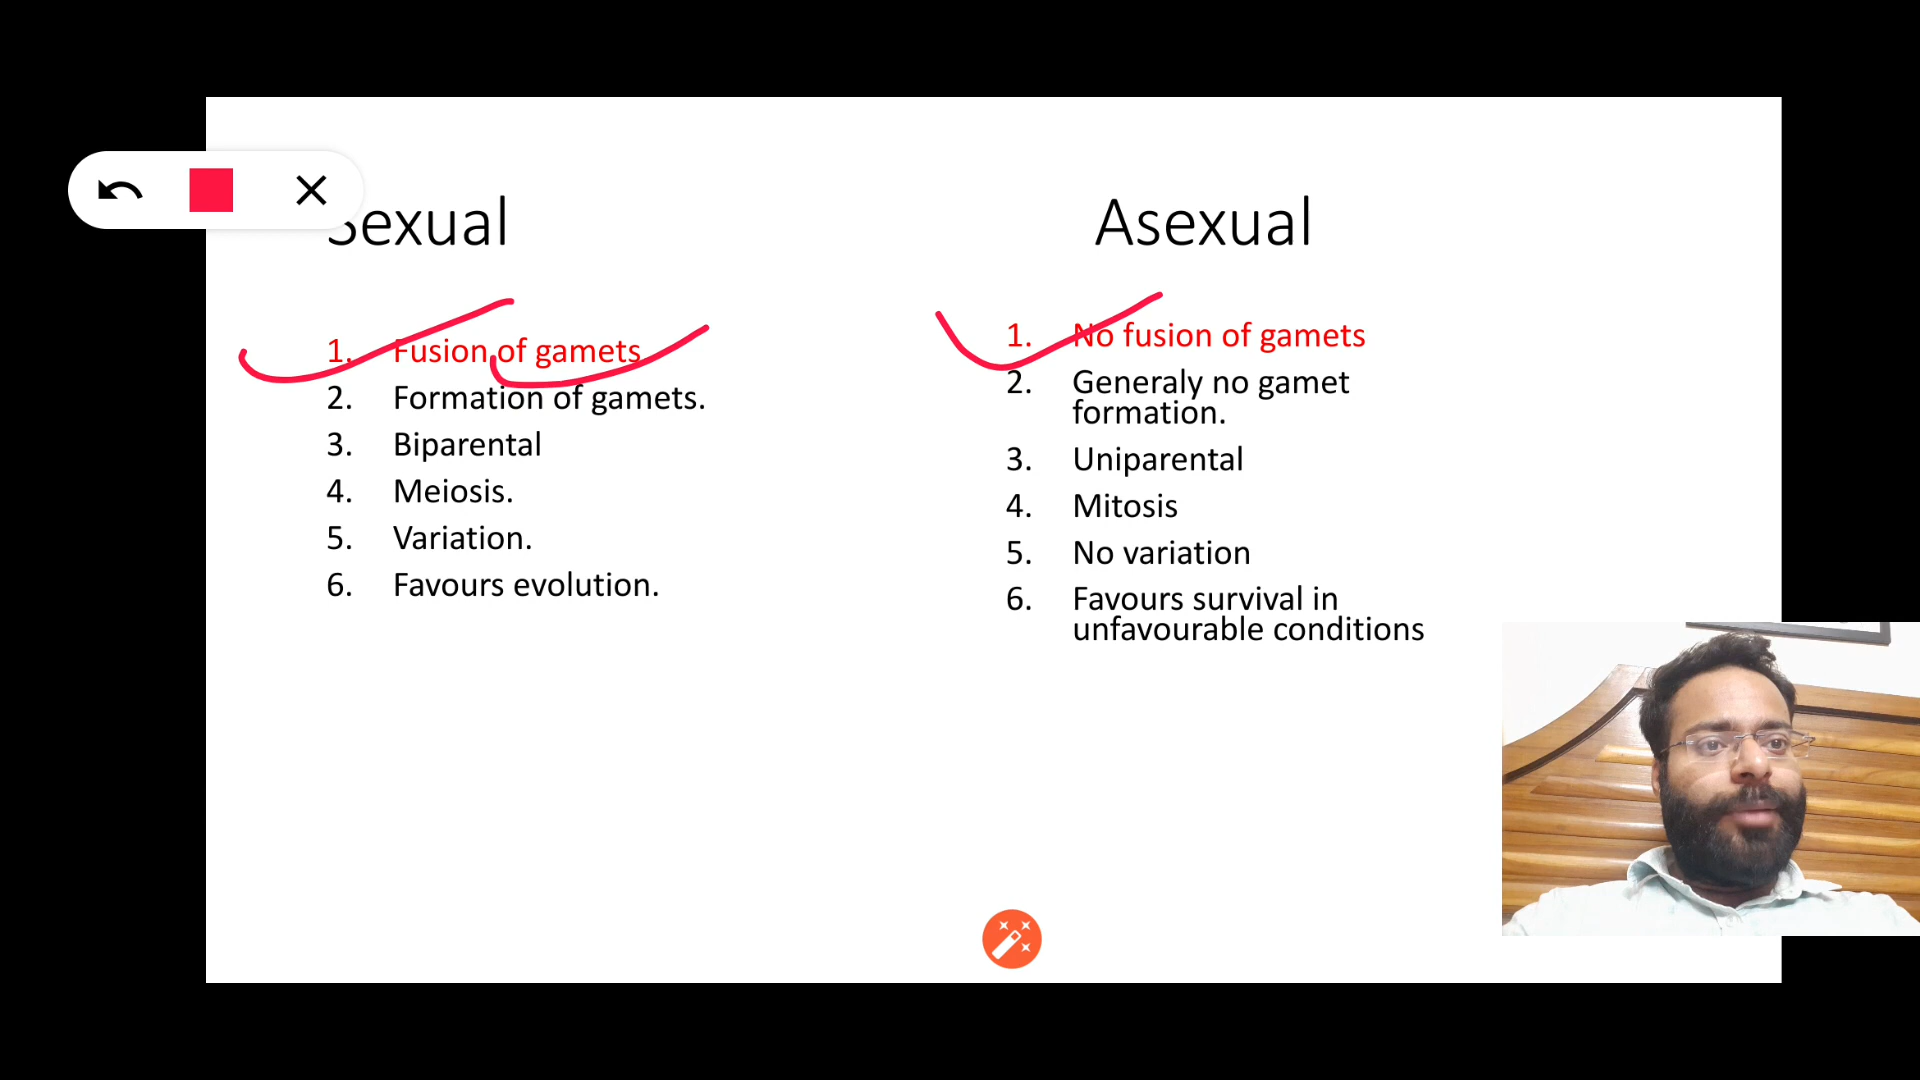 Sexual
Asexual
1. Fusion of gamets
2. Formation of gamets.
3. Biparental
4. Meiosis.
5. Variation.
6. Favours evolution.
1. No fusion of gamets
2. Generaly no gamet
formation.
3. Uniparental
4. Mitosis
5. No variation
6. Favours survival in
unfavourable conditions